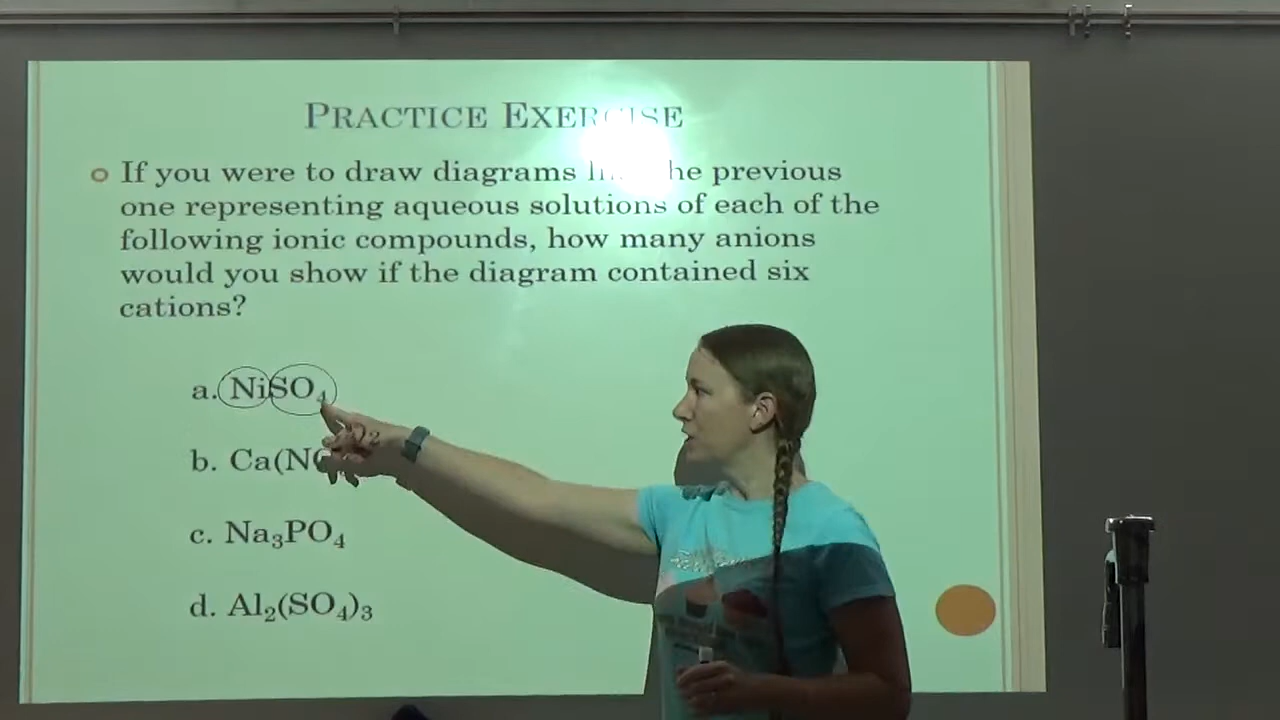 PRACTICE EXERCISE
If you were to draw diagrams he previous
one representing aqueous solutions of each of the
following ionic compounds, how many anions
would you show if the diagram contained six
cations?
a. NiSO₄
b. Ca(N
c. Na₃PO₄
d. Al₂(SO₄)₃